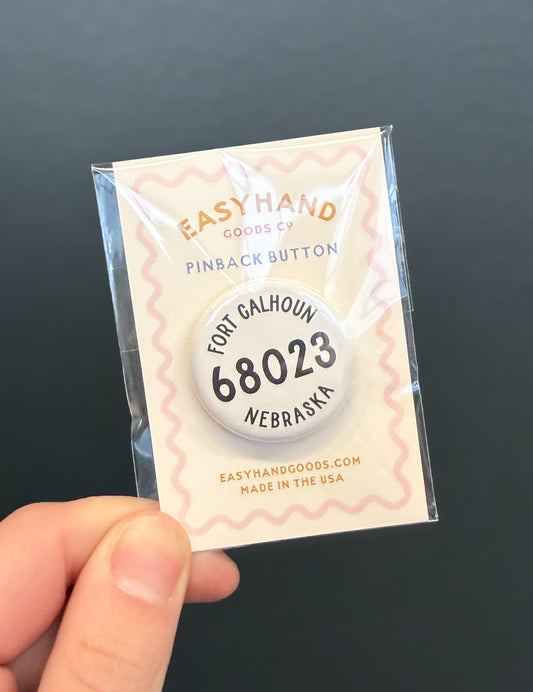 EASYHAND
GOODS Cº
PINBACK BUTTON
FORT CALHOUN
68023
NEBRASKA
EASYHANDGOODS.COM
MADE IN THE USA